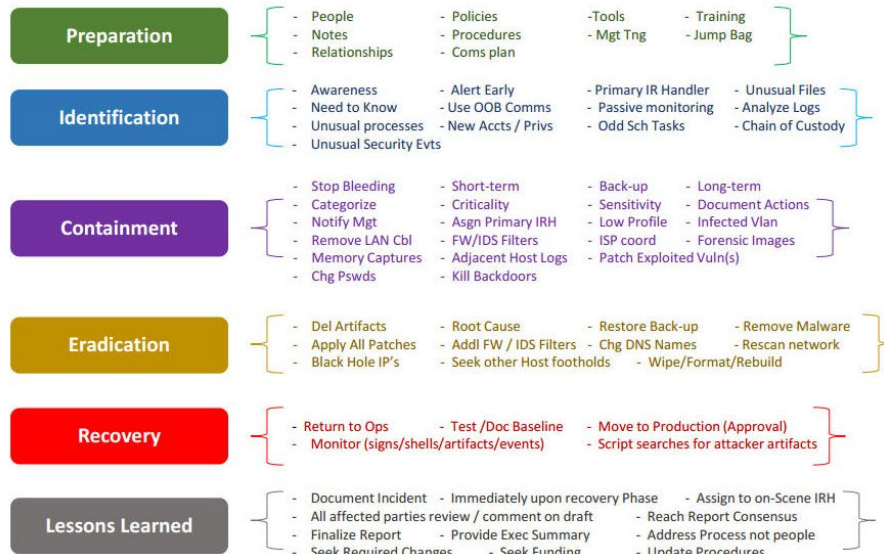 Preparation
- People - Policies -Tools - Training
- Notes - Procedures - Mgt Tng - Jump Bag
- Relationships - Coms plan
Identification
- Awareness - Alert Early - Primary IR Handler - Unusual Files
- Need to Know - Use OOB Comms - Passive monitoring - Analyze Logs
- Unusual processes - New Accts / Privs - Odd Sch Tasks - Chain of Custody
- Unusual Security Evts
Containment
- Stop Bleeding - Short-term - Back-up - Long-term
- Categorize - Criticality - Sensitivity - Document Actions
- Notify Mgt - Asgn Primary IRH - Low Profile - Infected Vlan
- Remove LAN Cbl - FW/IDS Filters - ISP coord - Forensic Images
- Memory Captures - Adjacent Host Logs - Patch Exploited Vuln(s)
- Chg Pswds - Kill Backdoors
Eradication
- Del Artifacts - Root Cause - Restore Back-up - Remove Malware
- Apply All Patches - Addl FW / IDS Filters - Chg DNS Names - Rescan network
- Black Hole IP's - Seek other Host footholds - Wipe/Format/Rebuild
Recovery
- Return to Ops - Test /Doc Baseline - Move to Production (Approval)
- Monitor (signs/shells/artifacts/events) - Script searches for attacker artifacts
Lessons Learned
- Document Incident - Immediately upon recovery Phase - Assign to on-Scene IRH
- All affected parties review / comment on draft - Reach Report Consensus
- Finalize Report - Provide Exec Summary - Address Process not people
- Seek Required Changes - Seek Funding - Update Procedures